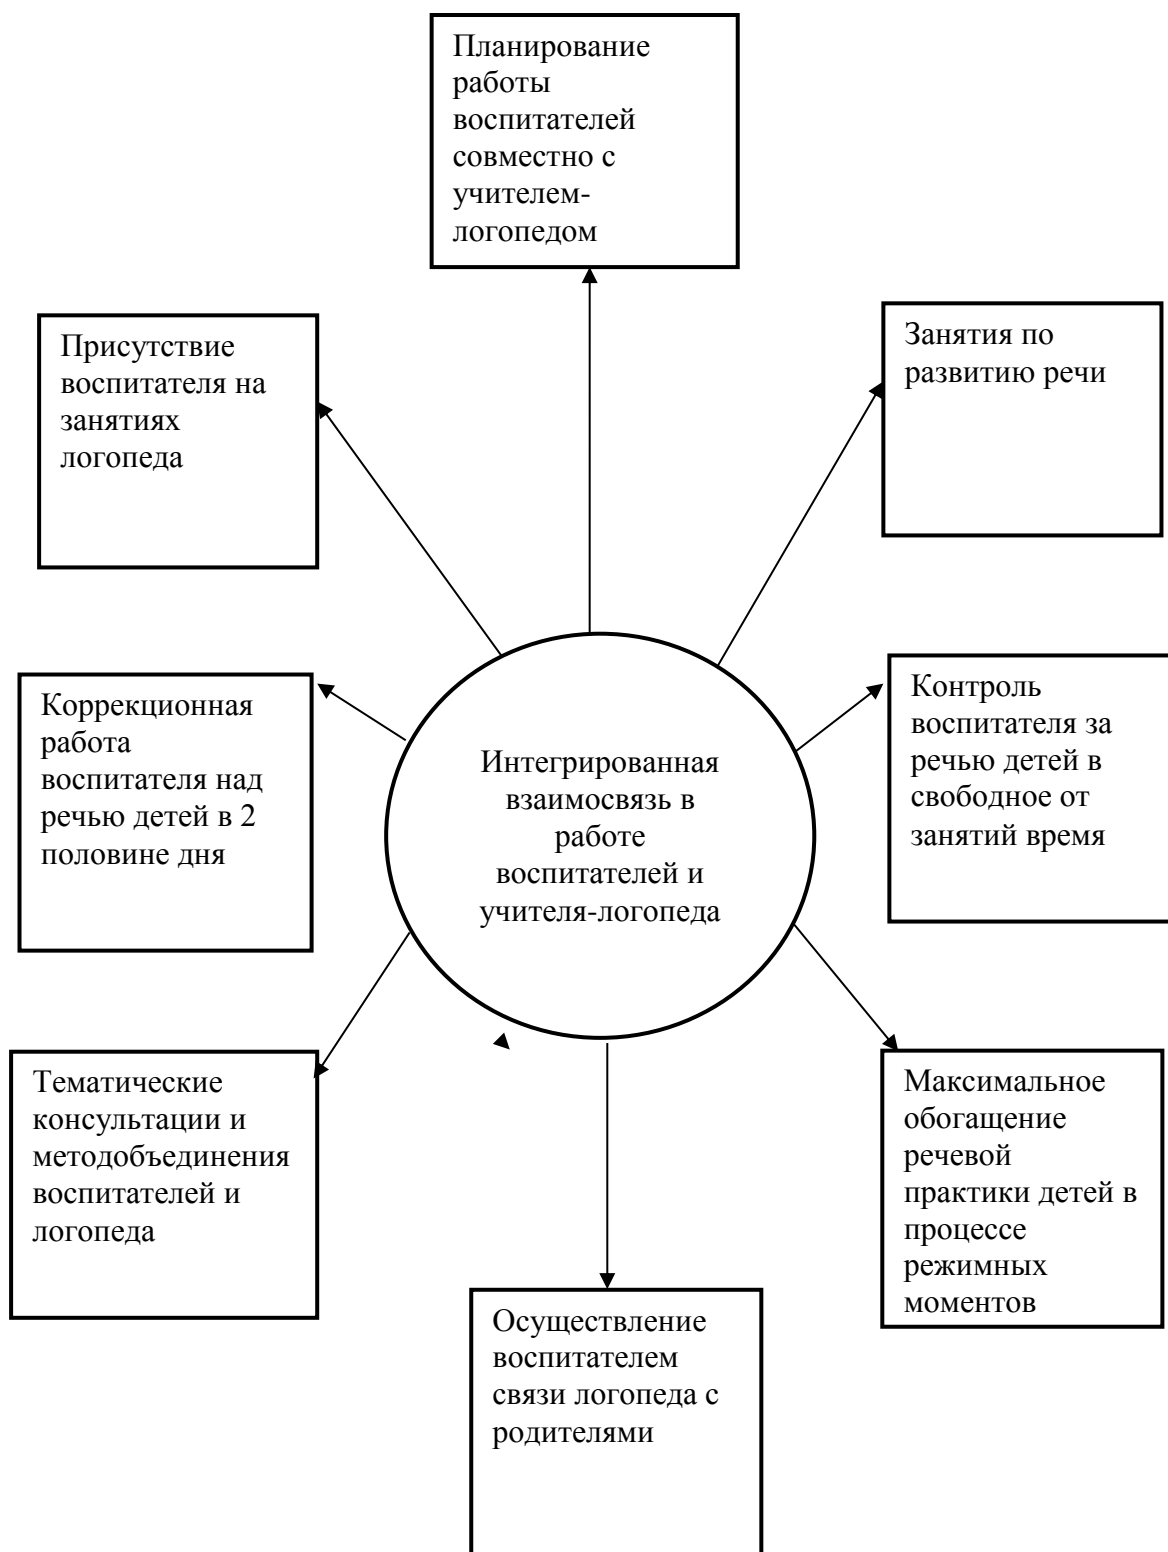 Планирование
работы
воспитателей
совместно с
учителем-
логопедом
Присутствие
воспитателя на
занятиях
логопеда
Занятия по
развитию речи
Коррекционная
работа
воспитателя над
речью детей в 2
половине дня
Интегрированная
взаимосвязь в
работе
воспитателей и
учителя-логопеда
Контроль
воспитателя за
речью детей в
свободное от
занятий время
Тематические
консультации и
методобъединения
воспитателей и
логопеда
Максимальное
обогащение
речевой
практики детей в
процессе
режимных
моментов
Осуществление
воспитателем
связи логопеда с
родителями